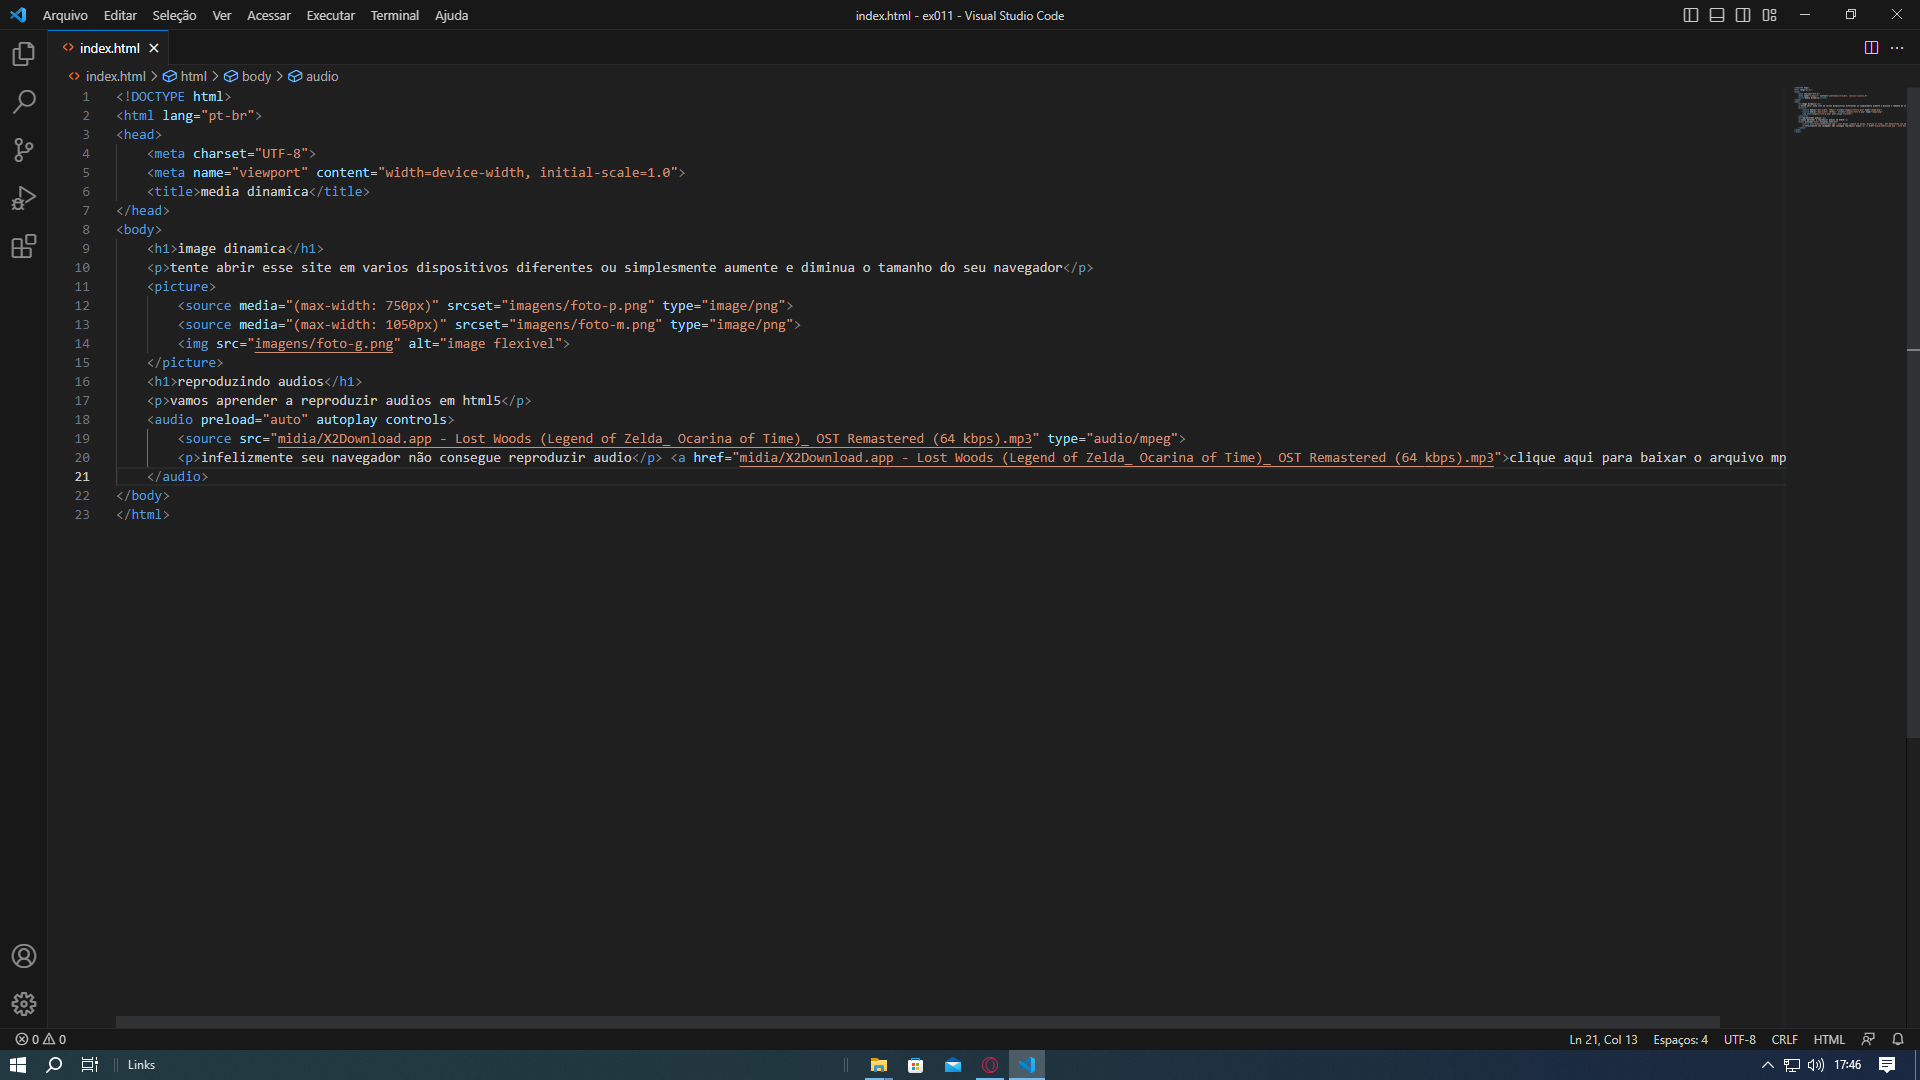 Arquivo Editar Seleção Ver Acessar Executar Terminal Ajuda
index.html - ex011 - Visual Studio Code
index.html
index.html > html > body > audio
1 <!DOCTYPE html>
2 <html lang="pt-br">
3 <head>
4 <meta charset="UTF-8">
5 <meta name="viewport" content="width=device-width, initial-scale=1.0">
6 <title>media dinamica</title>
7 </head>
8 <body>
9 <h1>image dinamica</h1>
10 <p>tente abrir esse site em varios dispositivos diferentes ou simplesmente aumente e diminua o tamanho do seu navegador</p>
11 <picture>
12 <source media="(max-width: 750px)" srcset="imagens/foto-p.png" type="image/png">
13 <source media="(max-width: 1050px)" srcset="imagens/foto-m.png" type="image/png">
14 <img src="imagens/foto-g.png" alt="image flexivel">
15 </picture>
16 <h1>reproduzindo audios</h1>
17 <p>vamos aprender a reproduzir audios em html5</p>
18 <audio preload="auto" autoplay controls>
19 <source src="midia/X2Download.app - Lost Woods (Legend of Zelda_ Ocarina of Time)_ OST Remastered (64 kbps).mp3" type="audio/mpeg">
20 <p>infelizmente seu navegador não consegue reproduzir audio</p> <a href="midia/X2Download.app - Lost Woods (Legend of Zelda_ Ocarina of Time)_ OST Remastered (64 kbps).mp3">clique aqui para baixar o arquivo mp
21 </audio>
22 </body>
23 </html>
0 0
Ln 21, Col 13 Espaços: 4 UTF-8 CRLF HTML
Links
17:46